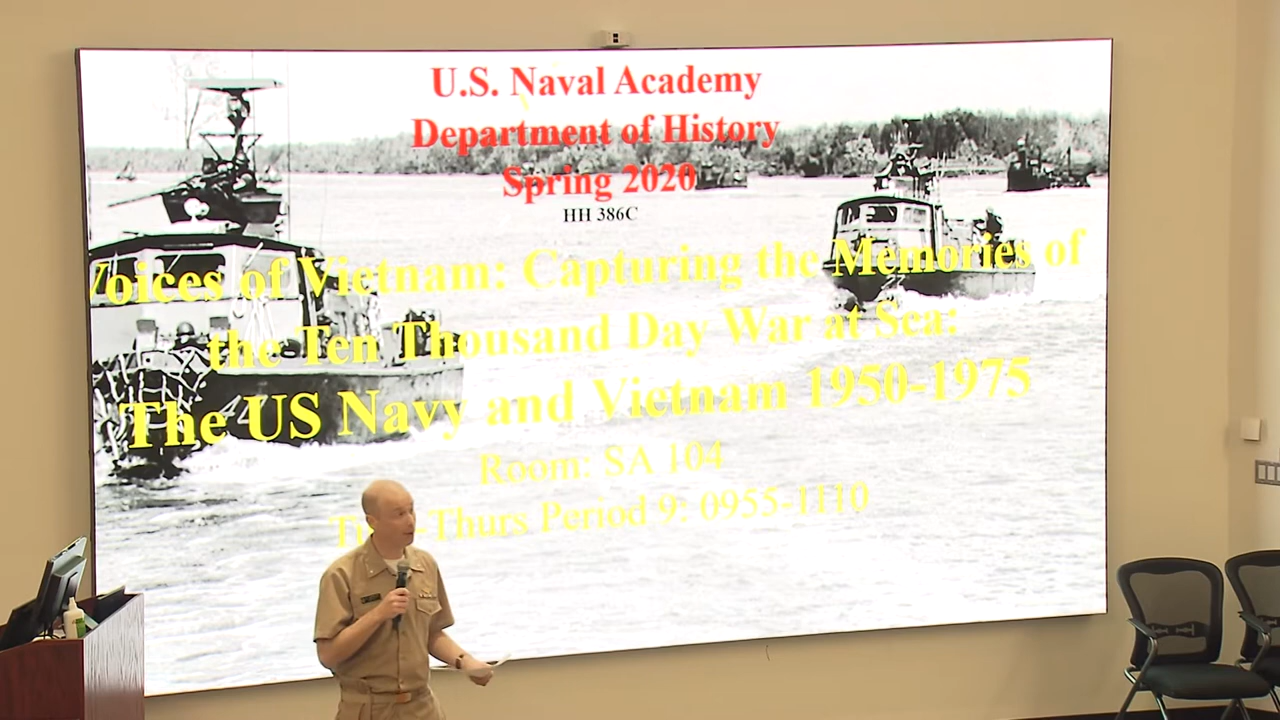 U.S. Naval Academy
Department of History
Spring 2020
HH 386C
Voices of Vietnam: Capturing the Memories of
the Ten Thousand Day War at Sea:
The US Navy and Vietnam 1950-1975
Room: SA 104
-Thurs Period 9: 0955-1110